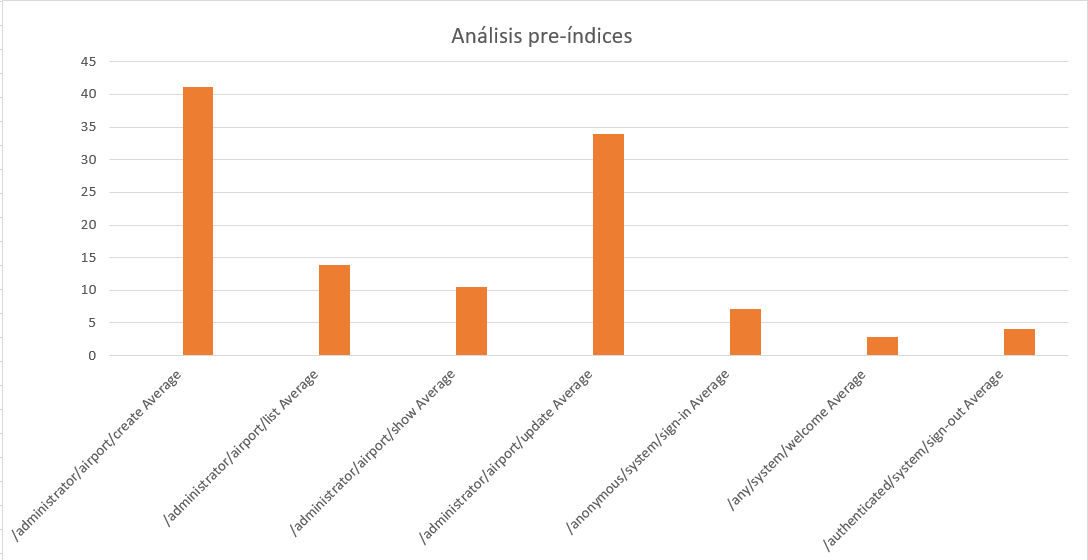 Análisis pre-índices
45
40
35
30
25
20
15
10
5
0
/administrator/airport/create Average
/administrator/airport/list Average
/administrator/airport/show Average
/administrator/airport/update Average
/anonymous/system/sign-in Average
/any/system/welcome Average
/authenticated/system/sign-out Average